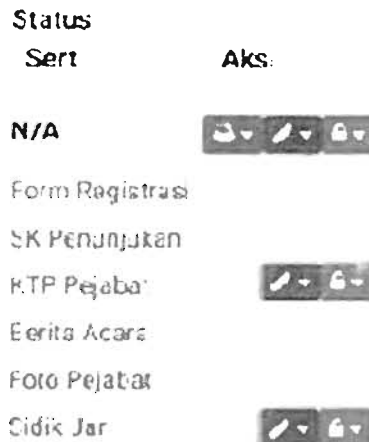 Status
Sert Aks
N/A
Form Registrasi
SK Penunjukan
KTP Pejabat
Berita Acara
Foto Pejabat
Sidik Jar